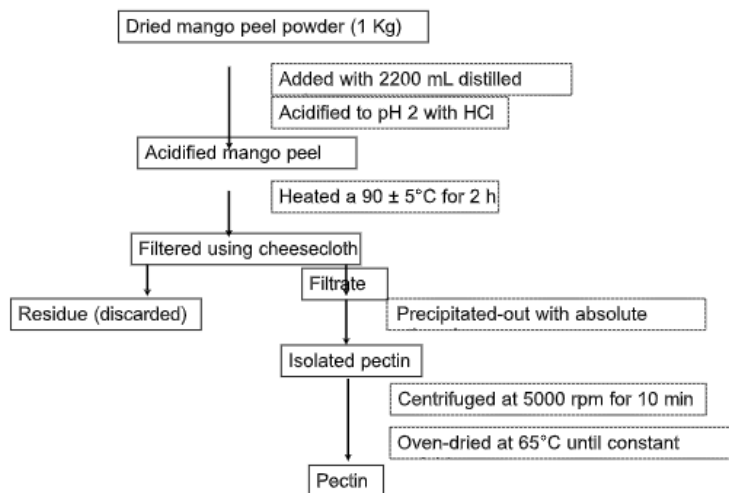 Dried mango peel powder (1 Kg)
Added with 2200 mL distilled
Acidified to pH 2 with HCl
Acidified mango peel
Heated a 90 ± 5°C for 2 h
Filtered using cheesecloth
Filtrate
Residue (discarded)
Precipitated-out with absolute
Isolated pectin
Centrifuged at 5000 rpm for 10 min
Oven-dried at 65°C until constant
Pectin